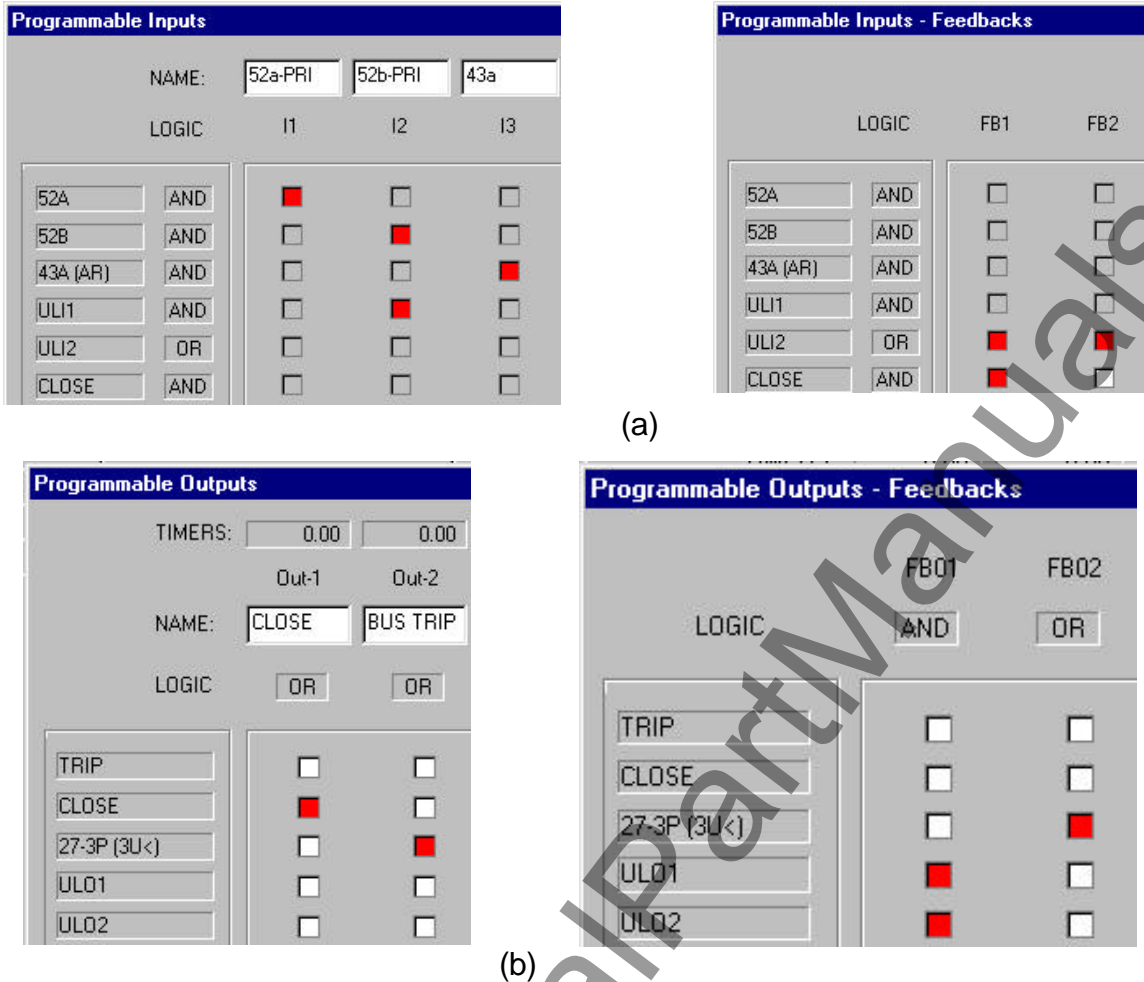 Programmable Inputs
NAME: 52a-PRI 52b-PRI 43a
LOGIC I1 I2 I3
52A AND
52B AND
43A (AR) AND
ULI1 AND
ULI2 OR
CLOSE AND
Programmable Inputs - Feedbacks
LOGIC FB1 FB2
52A AND
52B AND
43A (AR) AND
ULI1 AND
ULI2 OR
CLOSE AND
(a)
Programmable Outputs
TIMERS: 0.00 0.00
Out-1 Out-2
NAME: CLOSE BUS TRIP
LOGIC OR OR
TRIP
CLOSE
27-3P (3U<)
ULO1
ULO2
Programmable Outputs - Feedbacks
FBO1 FBO2
LOGIC AND OR
TRIP
CLOSE
27-3P (3U<)
ULO1
ULO2
(b)